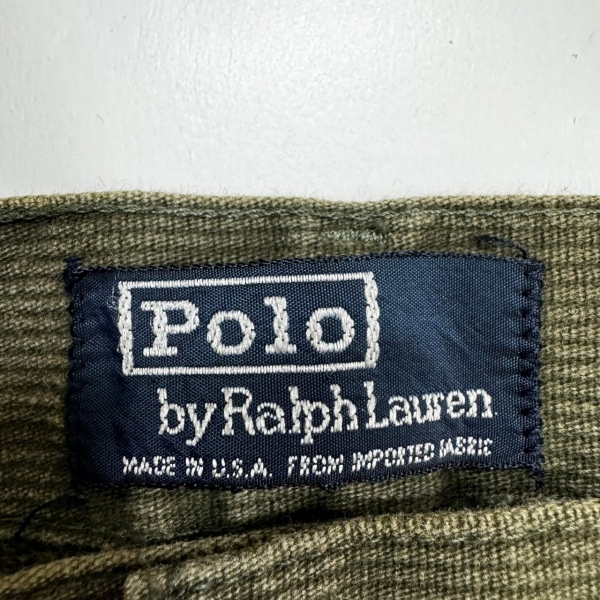 Polo
by Ralph Lauren
MADE IN U.S.A. FROM IMPORTED FABRIC